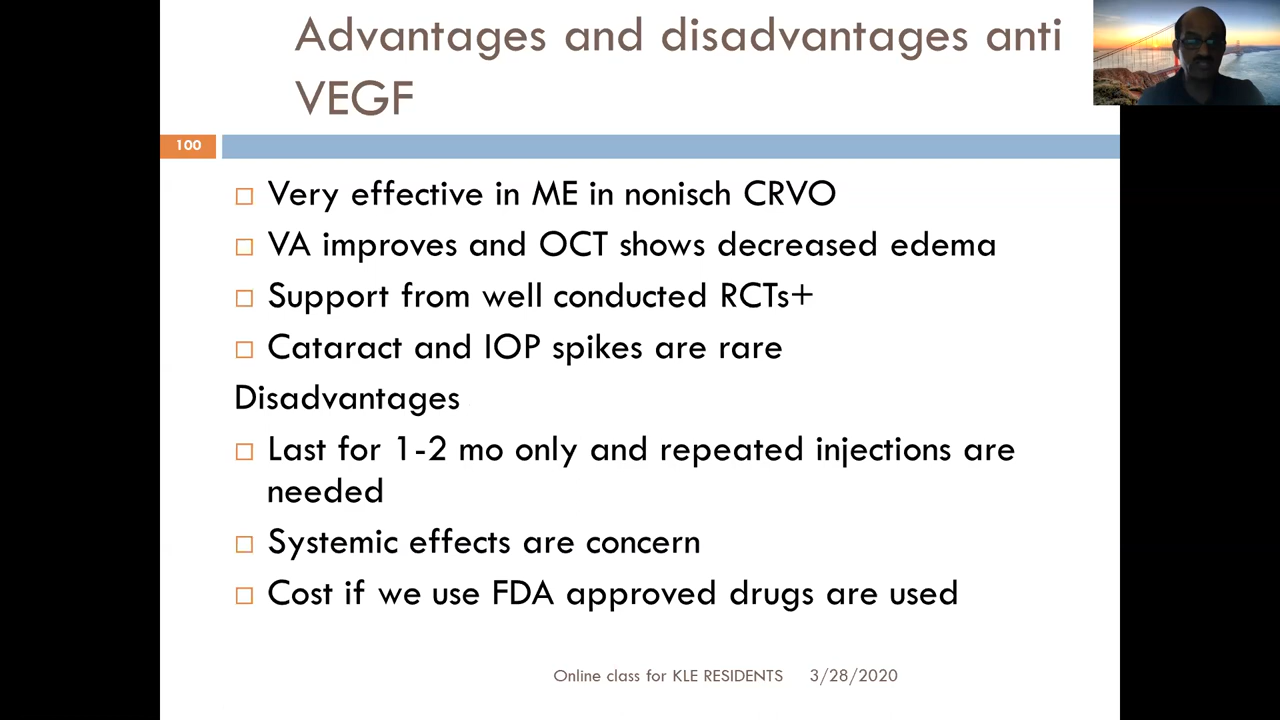 Advantages and disadvantages anti
VEGF
100
Very effective in ME in nonisch CRVO
VA improves and OCT shows decreased edema
Support from well conducted RCTs+
Cataract and IOP spikes are rare
Disadvantages
Last for 1-2 mo only and repeated injections are
needed
Systemic effects are concern
Cost if we use FDA approved drugs are used
Online class for KLE RESIDENTS 3/28/2020